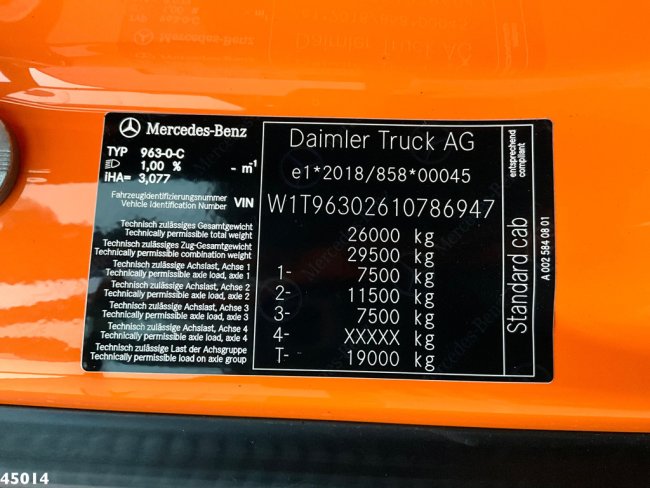 Mercedes-Benz
TYP 963-0-C
1,00 % - m⁻¹
iHA= 3,077
Fahrzeugidentifizierungsnummer
Vehicle Identification Number VIN
Technisch zulässiges Gesamtgewicht
Technically permissible total weight
Technisch zulässiges Zug-Gesamtgewicht
Technically permissible combination weight
Technisch zulässige Achslast, Achse 1
Technically permissible axle load, axle 1
Technisch zulässige Achslast, Achse 2
Technically permissible axle load, axle 2
Technisch zulässige Achslast, Achse 3
Technically permissible axle load, axle 3
Technisch zulässige Achslast, Achse 4
Technically permissible axle load, axle 4
Technisch zulässige Last der Achsgruppe
Technically permissible load on axle group
Daimler Truck AG
e1*2018/858*00045
W1T96302610786947
26000 kg
29500 kg
1- 7500 kg
2- 11500 kg
3- 7500 kg
4- XXXXX kg
T- 19000 kg
entsprechend
compliant
Standard cab
A 002 584 08 01
45014